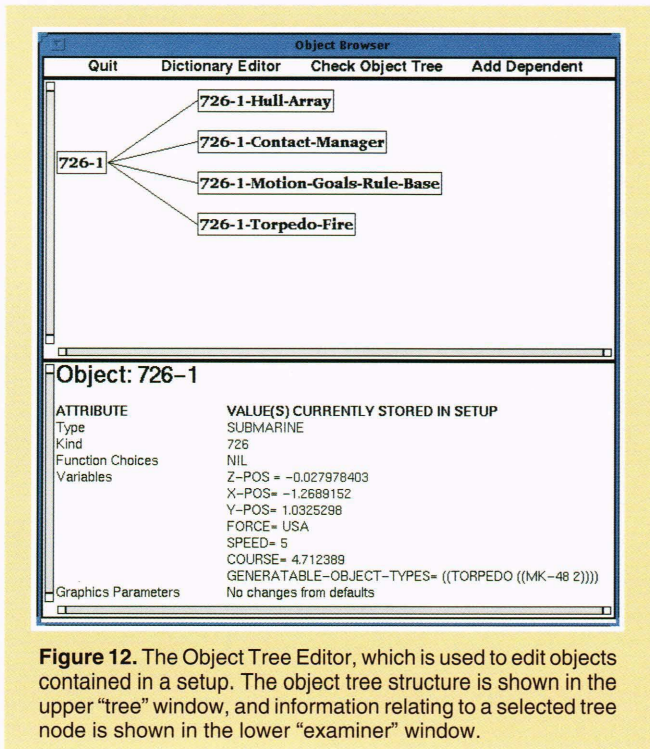 Object Browser
Quit Dictionary Editor Check Object Tree Add Dependent
726-1-Hull-Array
726-1-Contact-Manager
726-1
726-1-Motion-Goals-Rule-Base
726-1-Torpedo-Fire
Object: 726-1
ATTRIBUTE VALUE(S) CURRENTLY STORED IN SETUP
Type SUBMARINE
Kind 726
Function Choices NIL
Variables Z-POS = -0.027978403
X-POS= -1.2689152
Y-POS= 1.0325298
FORCE= USA
SPEED= 5
COURSE= 4.712389
GENERATABLE-OBJECT-TYPES= ((TORPEDO ((MK-48 2))))
Graphics Parameters No changes from defaults
Figure 12. The Object Tree Editor, which is used to edit objects
contained in a setup. The object tree structure is shown in the
upper “tree” window, and information relating to a selected tree
node is shown in the lower “examiner” window.